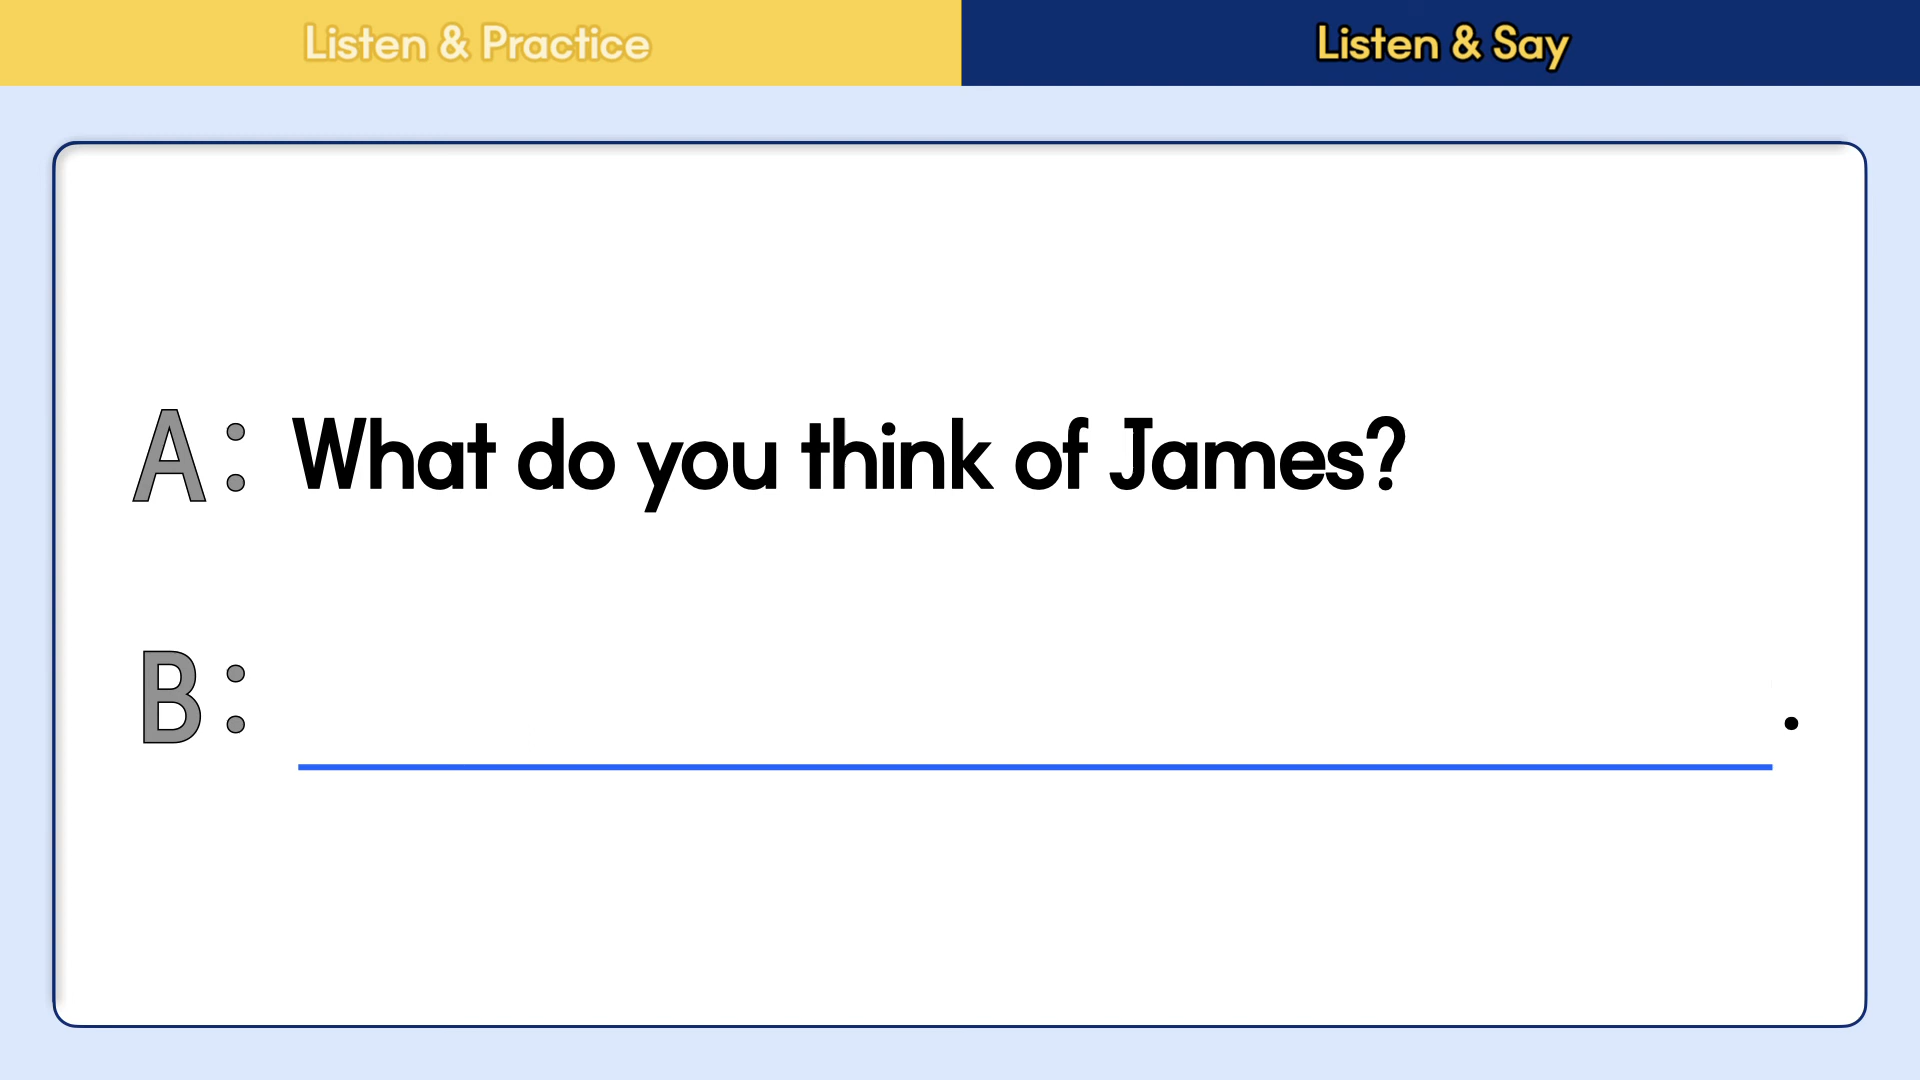 Listen & Practice
Listen & Say
A: What do you think of James?
B: .